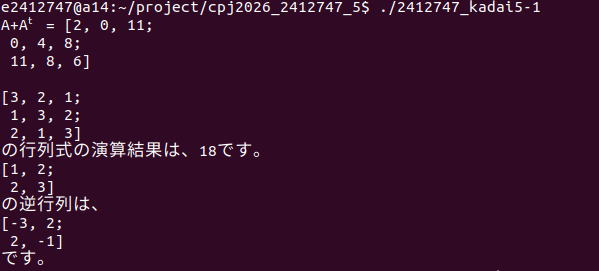 e2412747@a14:~/project/cpj2026_2412747_5$ ./2412747_kadai5-1
A+Aᵗ = [2, 0, 11;
 0, 4, 8;
 11, 8, 6]

[3, 2, 1;
 1, 3, 2;
 2, 1, 3]
の行列式の演算結果は、18です。
[1, 2;
 2, 3]
の逆行列は、
[-3, 2;
 2, -1]
です。